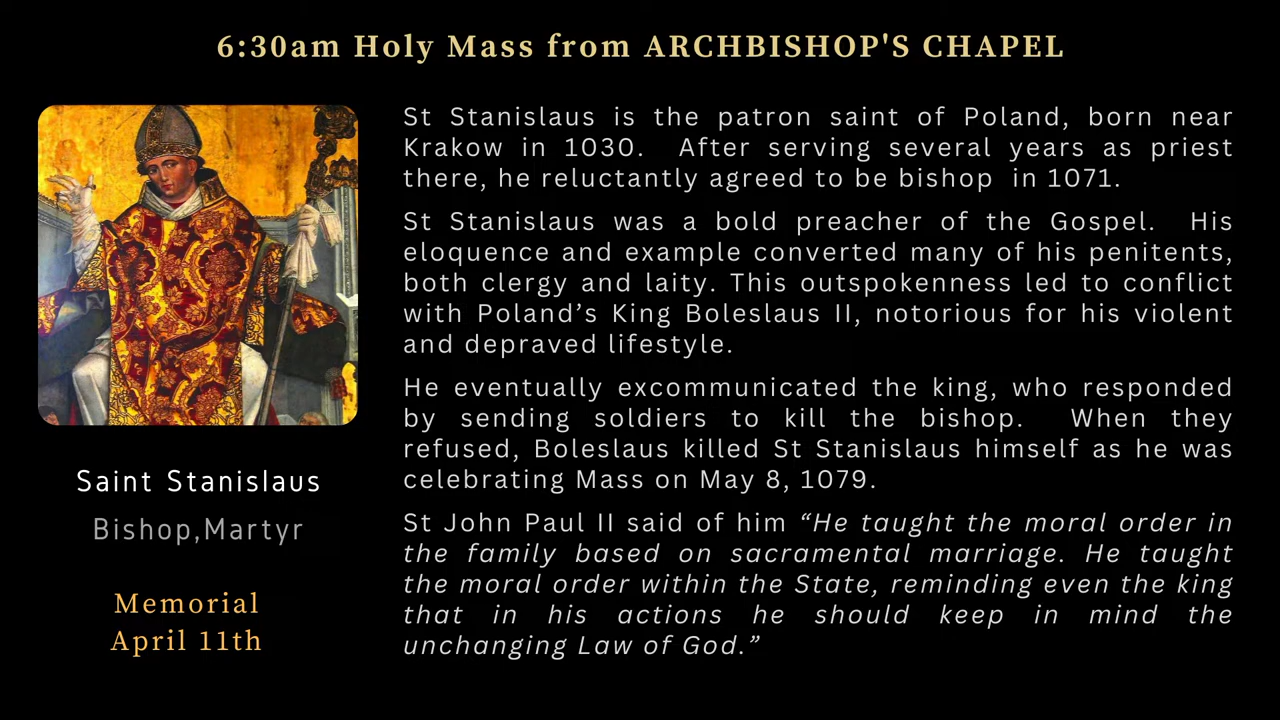 6:30am Holy Mass from ARCHBISHOP'S CHAPEL
St Stanislaus is the patron saint of Poland, born near
Krakow in 1030.  After serving several years as priest
there, he reluctantly agreed to be bishop  in 1071.
St Stanislaus was a bold preacher of the Gospel.  His
eloquence and example converted many of his penitents,
both clergy and laity. This outspokenness led to conflict
with Poland’s King Boleslaus II, notorious for his violent
and depraved lifestyle.
He eventually excommunicated the king, who responded
by sending soldiers to kill the bishop.  When they
refused, Boleslaus killed St Stanislaus himself as he was
celebrating Mass on May 8, 1079.
St John Paul II said of him “He taught the moral order in
the family based on sacramental marriage. He taught
the moral order within the State, reminding even the king
that in his actions he should keep in mind the
unchanging Law of God.”
Saint Stanislaus
Bishop,Martyr
Memorial
April 11th